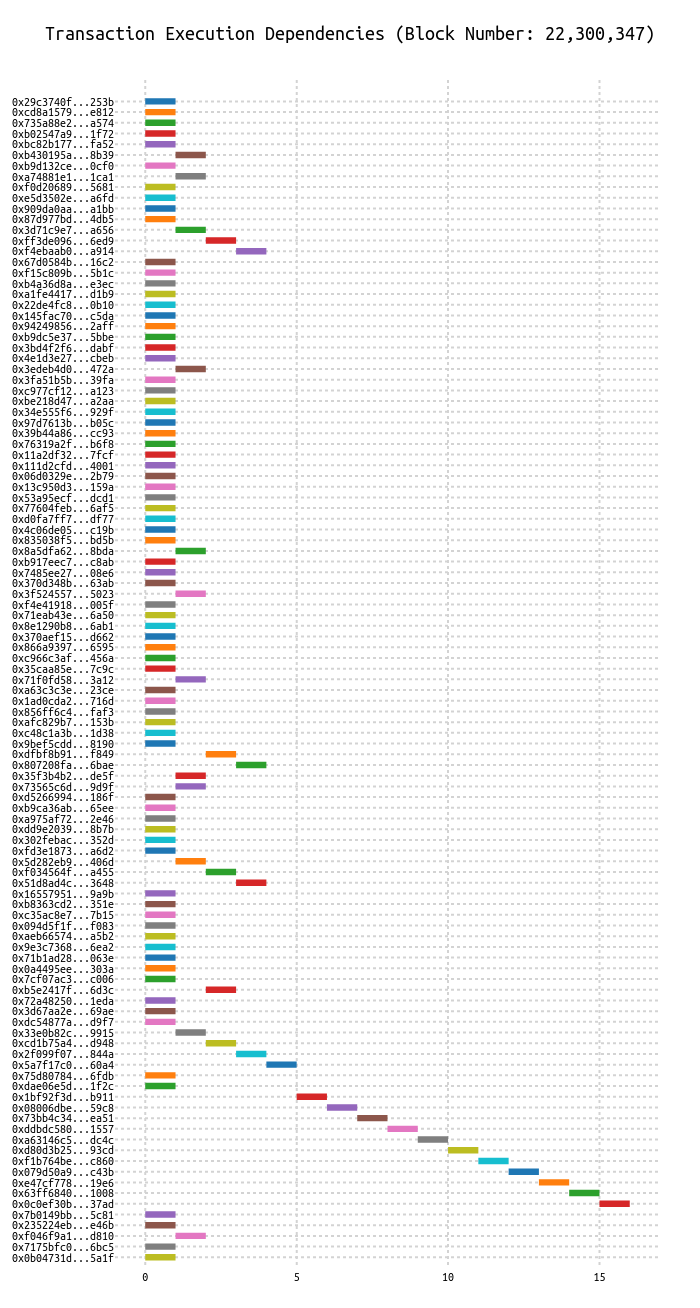 Transaction Execution Dependencies (Block Number: 22,300,347)
0x29c3740f...253b
0xcd8a1579...e812
0x735a88e2...a574
0xb02547a9...1f72
0xbc82b177...fa52
0xb430195a...8b39
0xb9d132ce...0cf0
0xa74881e1...1ca1
0xf0d20689...5681
0xe5d3502e...a6fd
0x909da0aa...a1bb
0x87d977bd...4db5
0x3d71c9e7...a656
0xff3de096...6ed9
0xf4ebaab0...a914
0x67d0584b...16c2
0xf15c809b...5b1c
0xb4a36d8a...e3ec
0xa1fe4417...d1b9
0x22de4fc8...0b10
0x145fac70...c5da
0x94249856...2aff
0xb9dc5e37...5bbe
0x3bd4f2f6...dabf
0x4e1d3e27...cbeb
0x3edeb4d0...472a
0x3fa51b5b...39fa
0xc977cf12...a123
0xbe218d47...a2aa
0x34e555f6...929f
0x97d7613b...b05c
0x39b44a86...cc93
0x76319a2f...b6f8
0x11a2df32...7fcf
0x111d2cfd...4001
0x06d0329e...2b79
0x13c950d3...159a
0x53a95ecf...dcd1
0x77604feb...6af5
0xd0fa7ff7...df77
0x4c06de05...c19b
0x835038f5...bd5b
0x8a5dfa62...8bda
0xb917eec7...c8ab
0x7485ee27...08e6
0x370d348b...63ab
0x3f524557...5023
0xf4e41918...005f
0x71eab43e...6a50
0x8e1290b8...6ab1
0x370aef15...d662
0x866a9397...6595
0xc966c3af...456a
0x35caa85e...7c9c
0x71f0fd58...3a12
0xa63c3c3e...23ce
0x1ad0cda2...716d
0x856ff6c4...faf3
0xafc829b7...153b
0xc48c1a3b...1d38
0x9bef5cdd...8190
0xdfbf8b91...f849
0x807208fa...6bae
0x35f3b4b2...de5f
0x73565c6d...9d9f
0xd5266994...186f
0xb9ca36ab...65ee
0xa975af72...2e46
0xdd9e2039...8b7b
0x302febac...352d
0xfd3e1873...a6d2
0x5d282eb9...406d
0xf034564f...a455
0x51d8ad4c...3648
0x16557951...9a9b
0xb8363cd2...351e
0xc35ac8e7...7b15
0x094d5f1f...f083
0xaeb66574...a5b2
0x9e3c7368...6ea2
0x71b1ad28...063e
0x0a4495ee...303a
0x7cf07ac3...c006
0xb5e2417f...6d3c
0x72a48250...1eda
0x3d67aa2e...69ae
0xdc54877a...d9f7
0x33e0b82c...9915
0xcd1b75a4...d948
0x2f099f07...844a
0x5a7f17c0...60a4
0x75d80784...6fdb
0xdae06e5d...1f2c
0x1bf92f3d...b911
0x08006dbe...59c8
0x73bb4c34...ea51
0xddbdc580...1557
0xa63146c5...dc4c
0xd80d3b25...93cd
0xf1b764be...c860
0x079d50a9...c43b
0xe47cf778...19e6
0x63ff6840...1008
0x0c0ef30b...37ad
0x7b0149bb...5c81
0x235224eb...e46b
0xf046f9a1...d810
0x7175bfc0...6bc5
0x0b04731d...5a1f
0 5 10 15